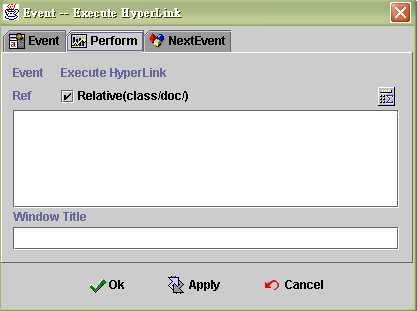 Event -- Execute HyperLink
Event Perform NextEvent
Event Execute HyperLink
Ref Relative(class/doc/)
Window Title
Ok Apply Cancel